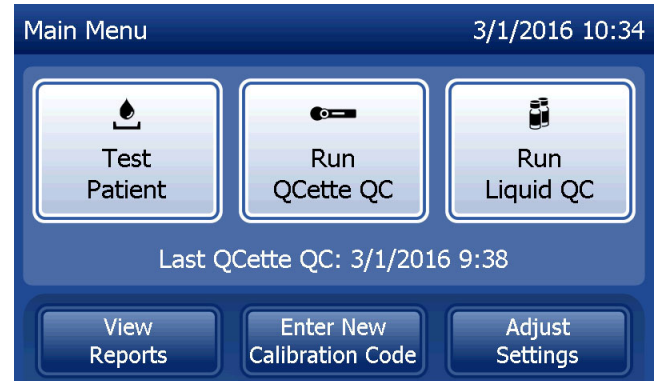 Main Menu 3/1/2016 10:34
Test
Patient
Run
QCette QC
Run
Liquid QC
Last QCette QC: 3/1/2016 9:38
View
Reports
Enter New
Calibration Code
Adjust
Settings